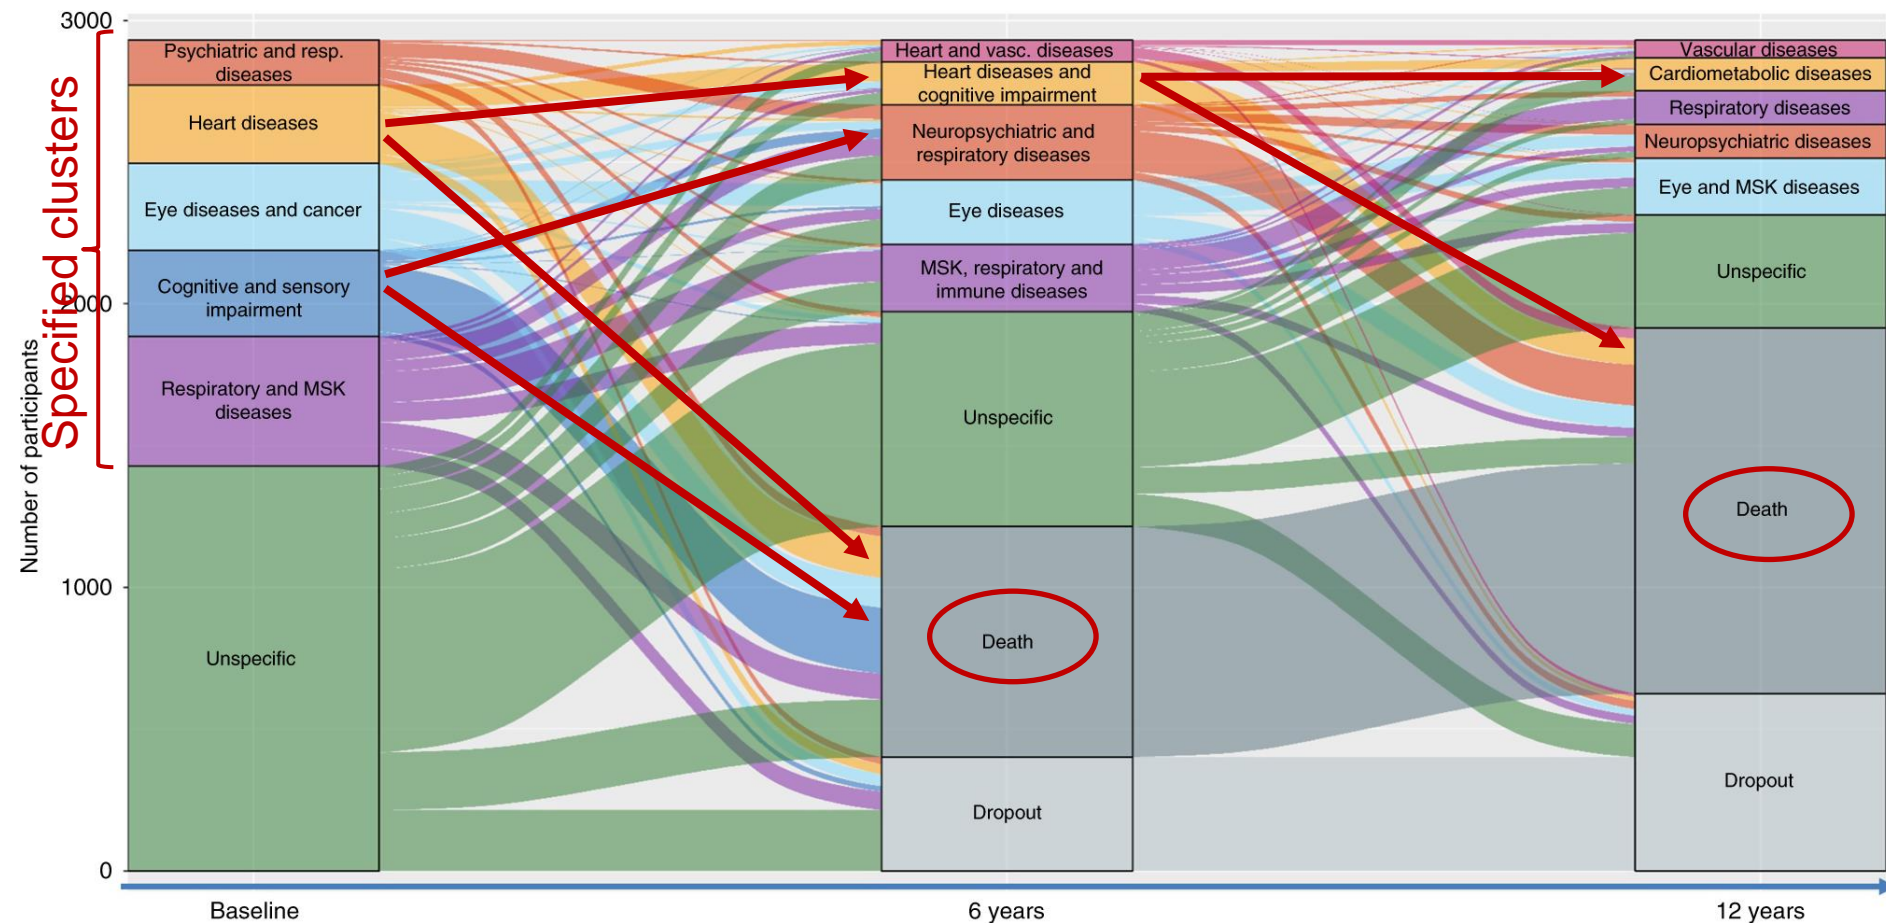 3000
2000
1000
0
Number of participants
Specified clusters
Psychiatric and resp.
diseases
Heart diseases
Eye diseases and cancer
Cognitive and sensory
impairment
Respiratory and MSK
diseases
Unspecific
Heart and vasc. diseases
Heart diseases and
cognitive impairment
Neuropsychiatric and
respiratory diseases
Eye diseases
MSK, respiratory and
immune diseases
Unspecific
Death
Dropout
Vascular diseases
Cardiometabolic diseases
Respiratory diseases
Neuropsychiatric diseases
Eye and MSK diseases
Unspecific
Death
Dropout
Baseline
6 years
12 years